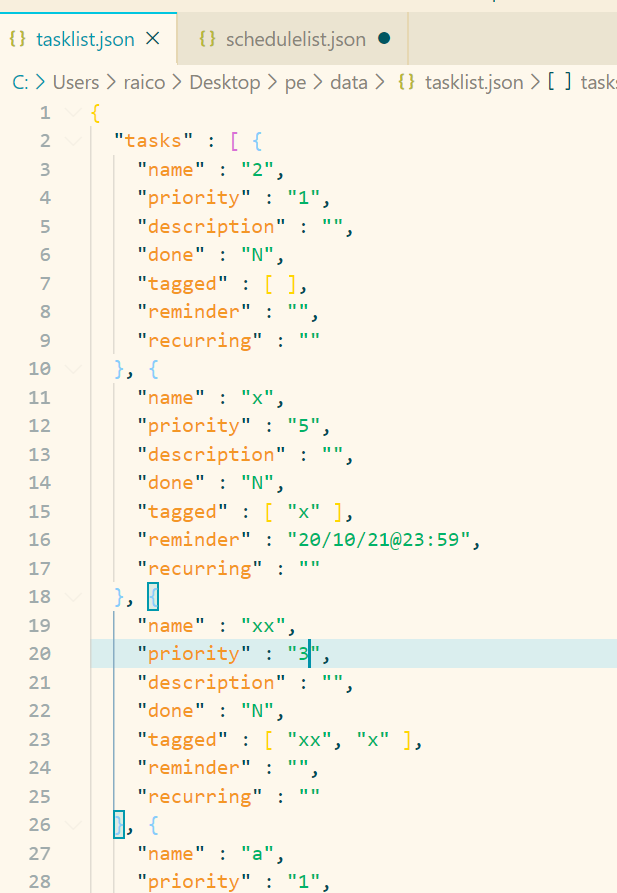 {} tasklist.json × {} schedulelist.json ●
C: > Users > raico > Desktop > pe > data > {} tasklist.json > [ ] tasks
1 {
2 "tasks" : [ {
3 "name" : "2",
4 "priority" : "1",
5 "description" : "",
6 "done" : "N",
7 "tagged" : [ ],
8 "reminder" : "",
9 "recurring" : ""
10 }, {
11 "name" : "x",
12 "priority" : "5",
13 "description" : "",
14 "done" : "N",
15 "tagged" : [ "x" ],
16 "reminder" : "20/10/21@23:59",
17 "recurring" : ""
18 }, {
19 "name" : "xx",
20 "priority" : "3",
21 "description" : "",
22 "done" : "N",
23 "tagged" : [ "xx", "x" ],
24 "reminder" : "",
25 "recurring" : ""
26 }, {
27 "name" : "a",
28 "priority" : "1",